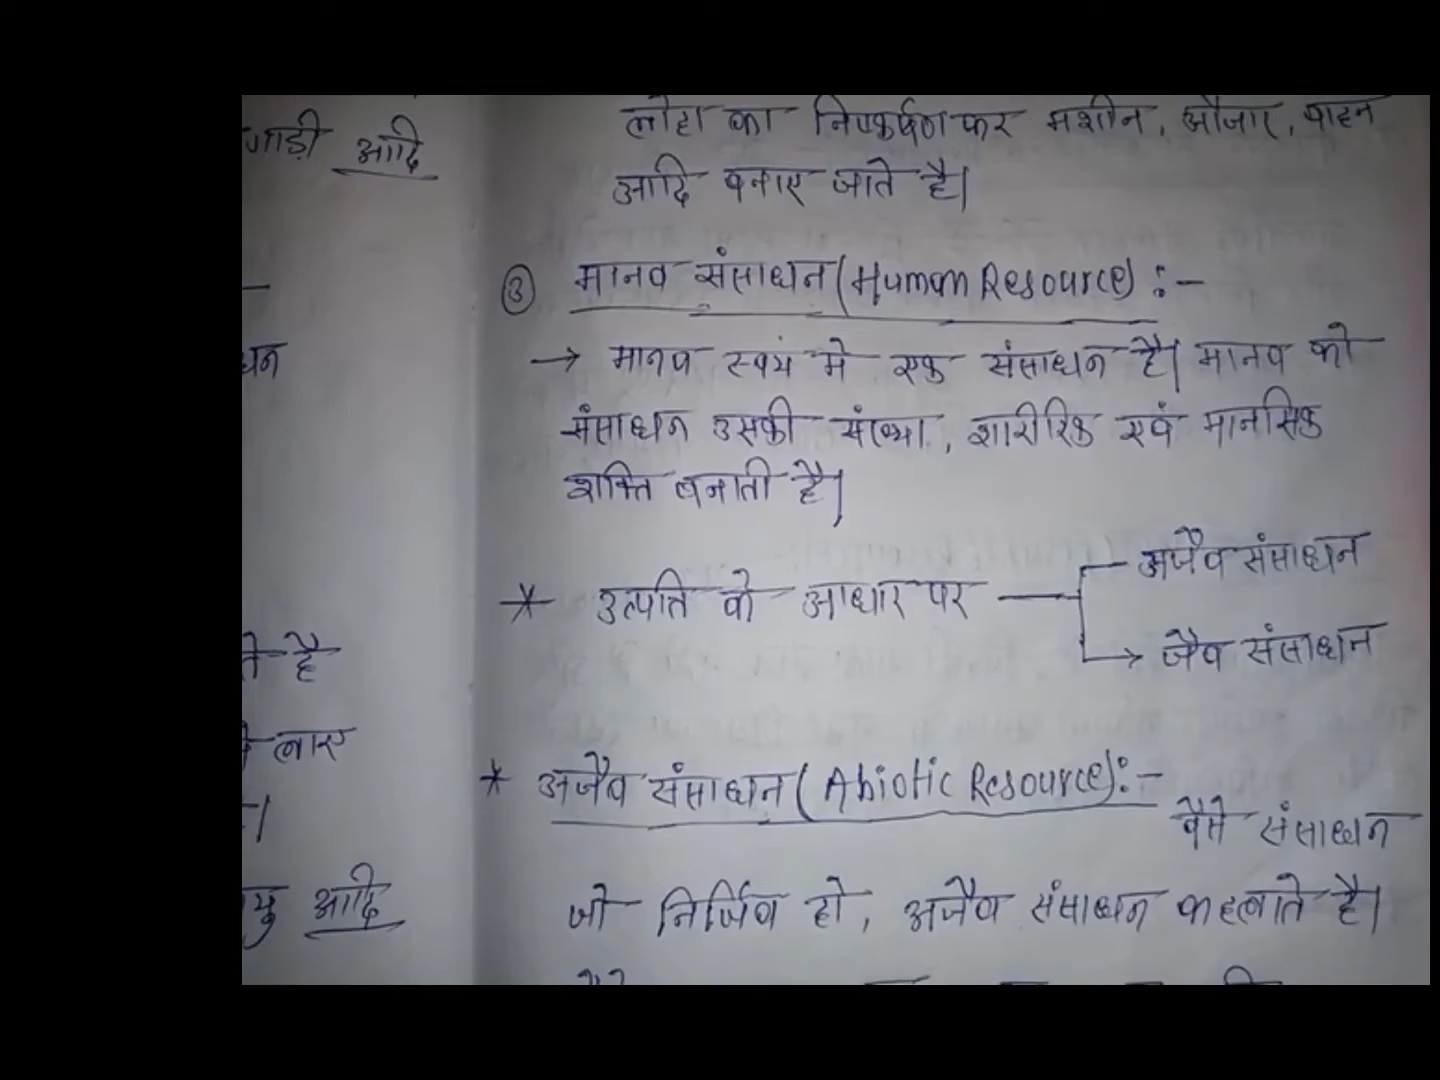 गाड़ी आदि
धन
ते है
लाए
आदि
लोहा का निष्कर्षण कर मशीन, औजार, वाहन
आदि बनाए जाते है।
③ मानव संसाधन (Human Resource) :-
→ मानव स्वयं मे एक संसाधन है। मानव को
संसाधन उसकी संख्या, शारीरिक एवं मानसिक
शक्ति बनाती है।
* उत्पत्ति के आधार पर
अजैव संसाधन
→ जैव संसाधन
* अजैव संसाधन (Abiotic Resource):-
वैसे संसाधन
जो निर्जिव हो, अजैव संसाधन कहलाते है।